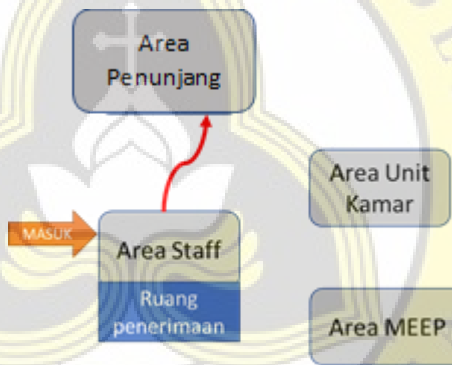 Area
Penunjang
Area Unit
Kamar
MASUK
Area Staff
Ruang
penerimaan
Area MEEP